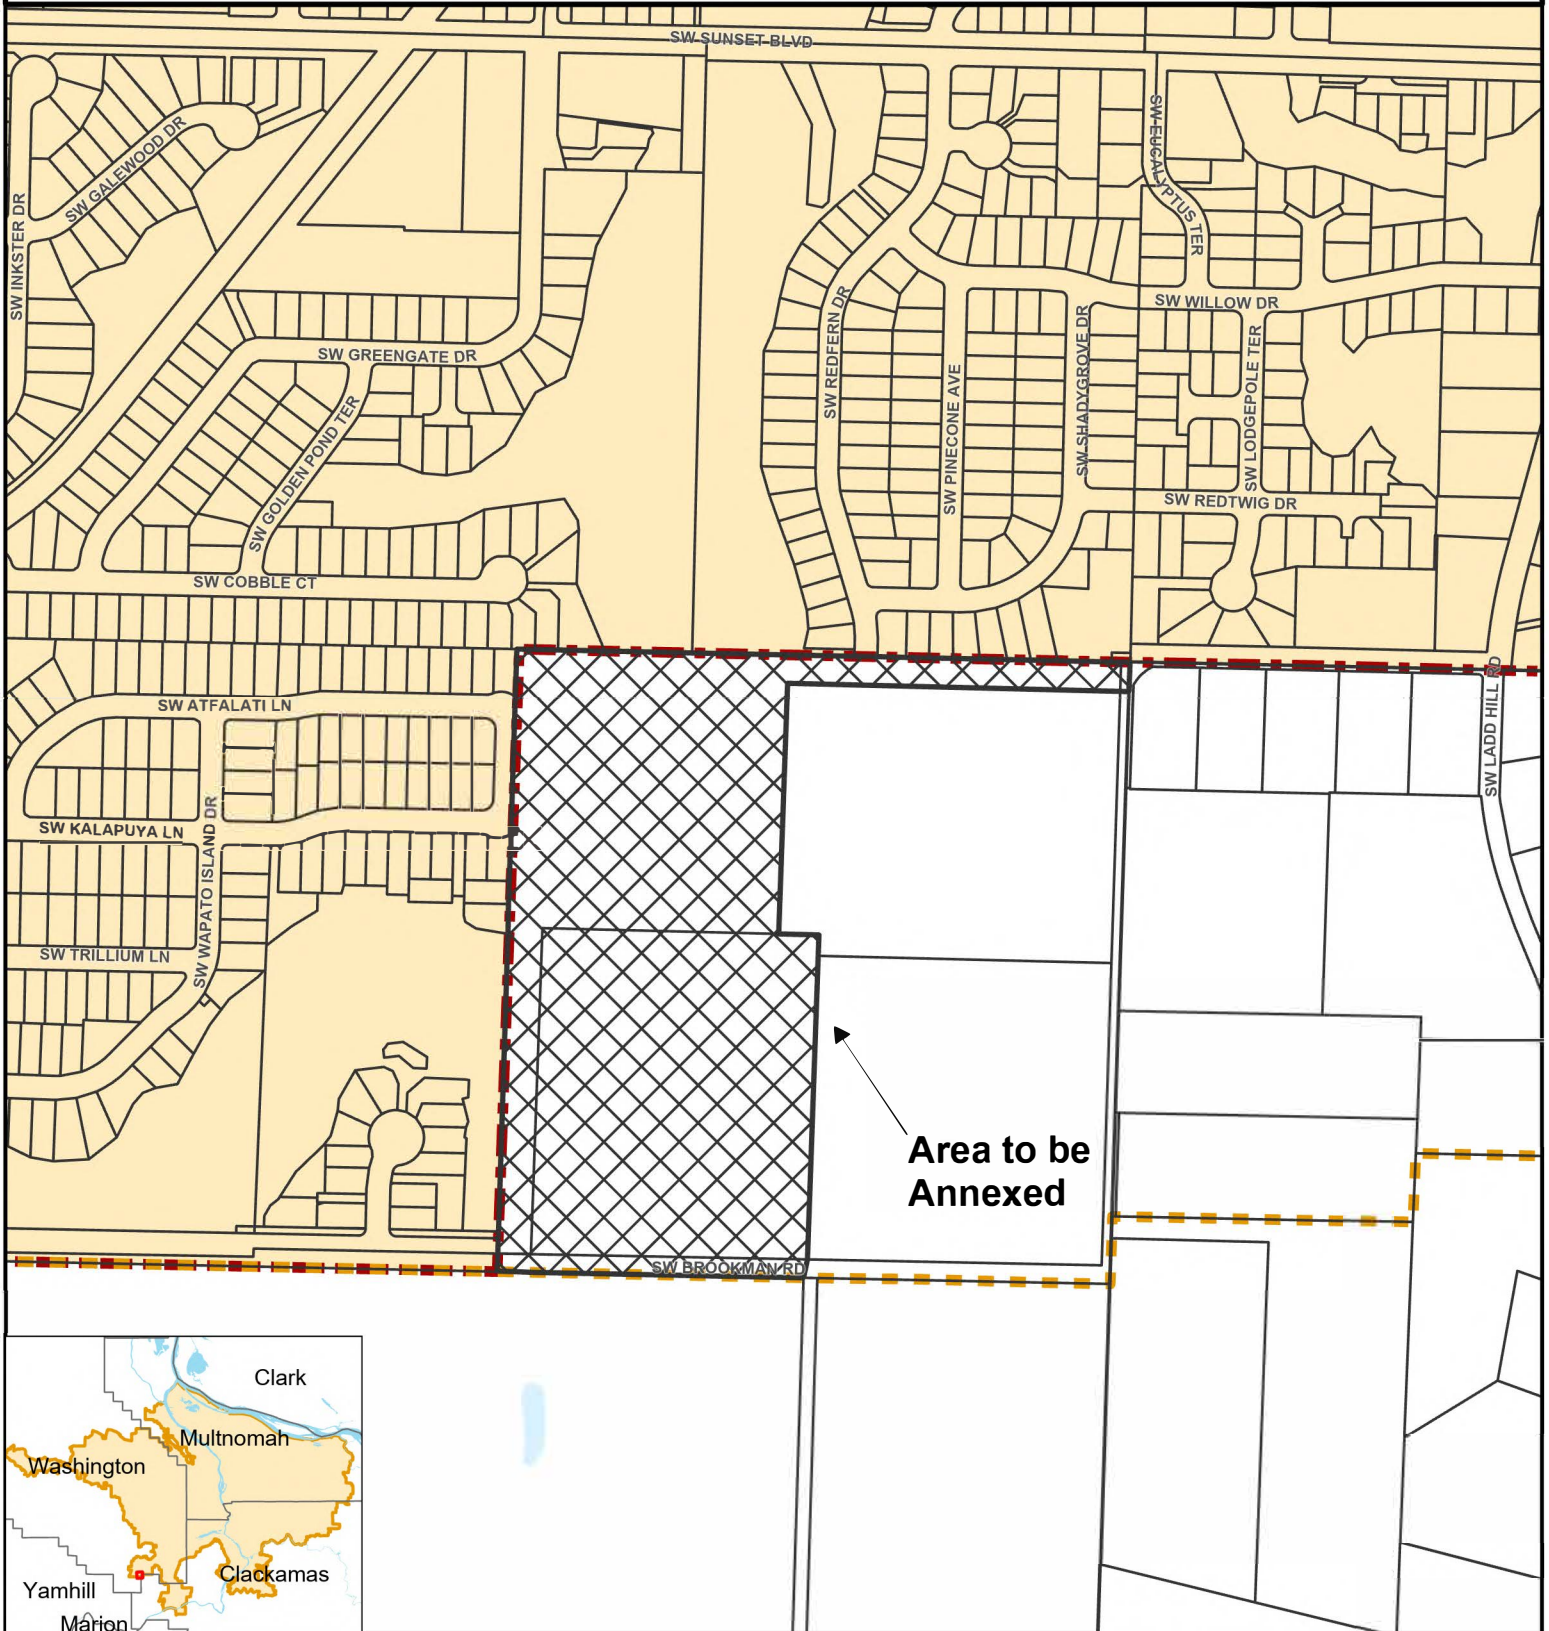 SW SUNSET BLVD
SW GALEWOOD DR
SW INKSTER DR
SW EUCALYPTUS TER
SW GREENGATE DR
SW GOLDEN POND TER
SW REDFERN DR
SW PINECONE AVE
SW SHADYGROVE DR
SW WILLOW DR
SW LODGEPOLE TER
SW REDTWIG DR
SW COBBLE CT
SW ATFALATI LN
SW LADD HILL RD
SW KALAPUYA LN
SW WAPATO ISLAND DR
SW TRILLIUM LN
Area to be
Annexed
SW BROOKMAN RD
Clark
Multnomah
Washington
Clackamas
Yamhill
Marion